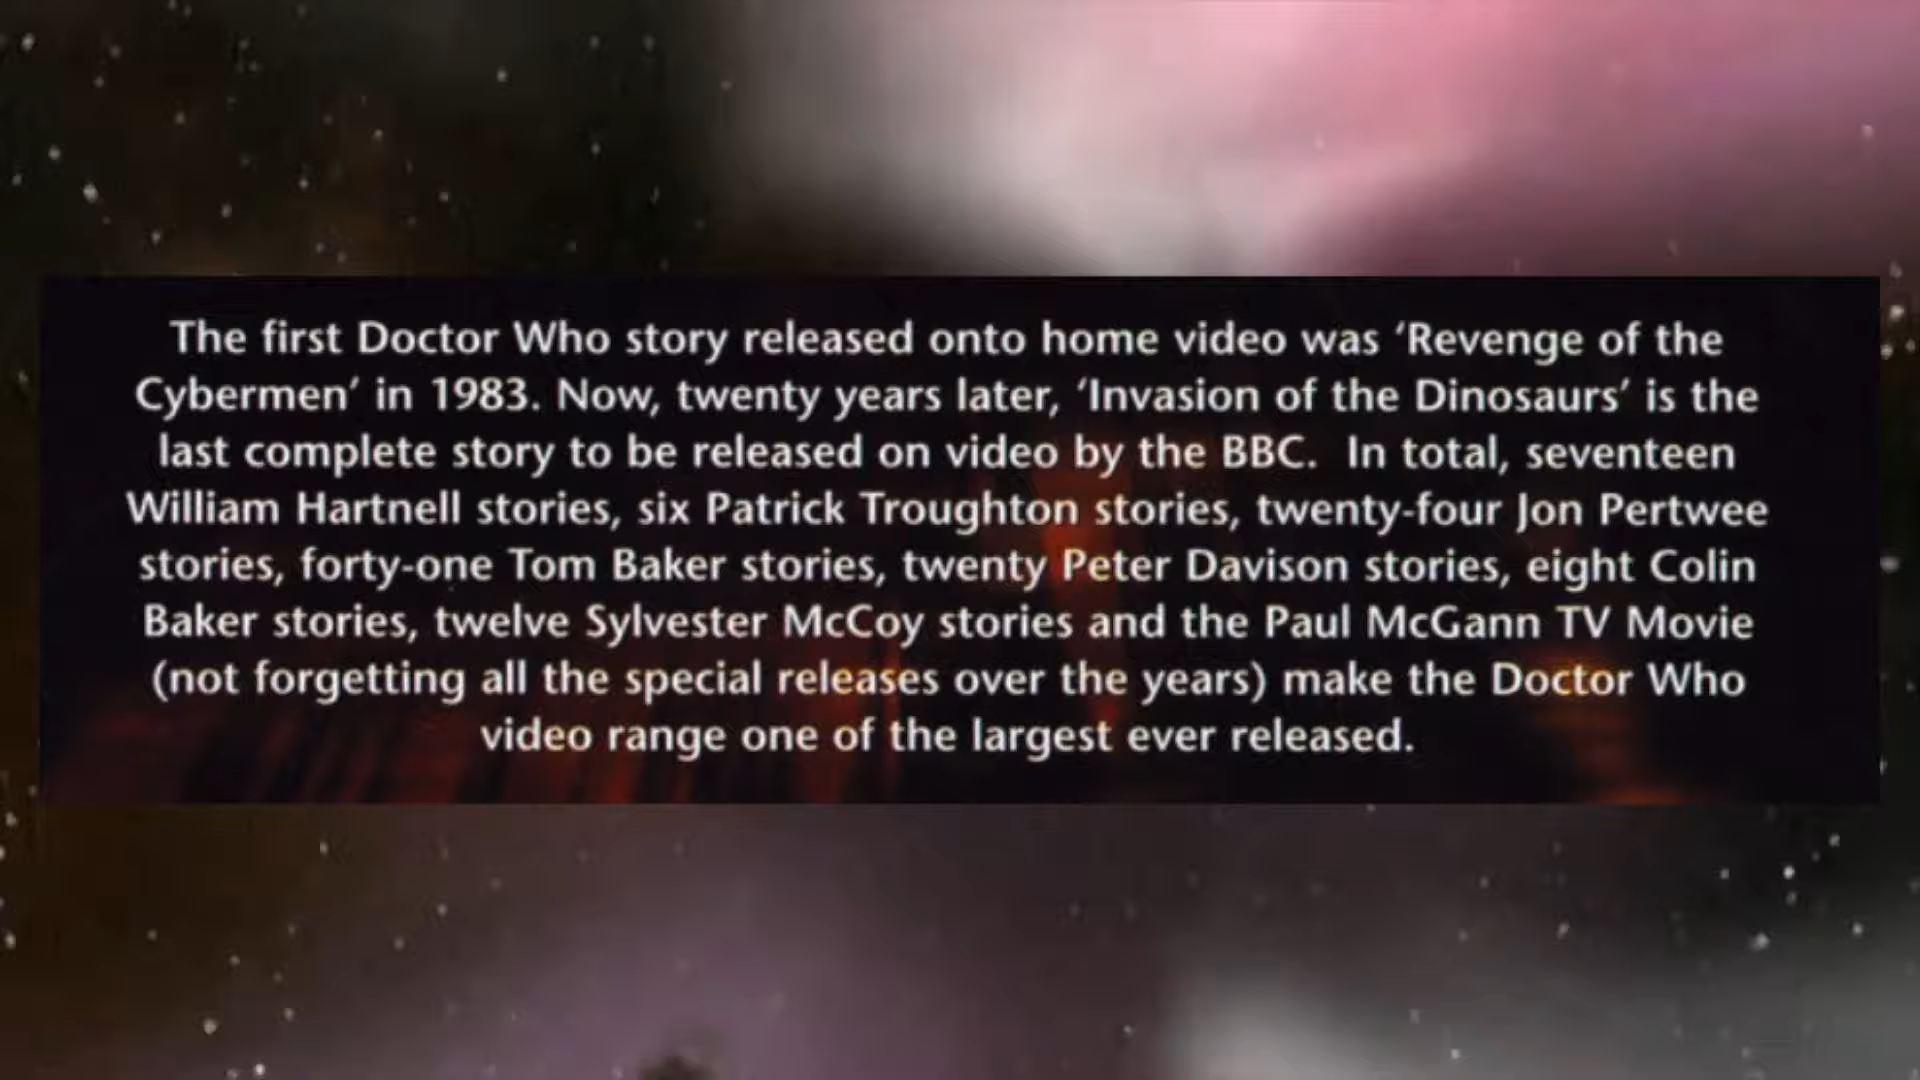 The first Doctor Who story released onto home video was ‘Revenge of the
Cybermen’ in 1983. Now, twenty years later, ‘Invasion of the Dinosaurs’ is the
last complete story to be released on video by the BBC.  In total, seventeen
William Hartnell stories, six Patrick Troughton stories, twenty-four Jon Pertwee
stories, forty-one Tom Baker stories, twenty Peter Davison stories, eight Colin
Baker stories, twelve Sylvester McCoy stories and the Paul McGann TV Movie
(not forgetting all the special releases over the years) make the Doctor Who
video range one of the largest ever released.